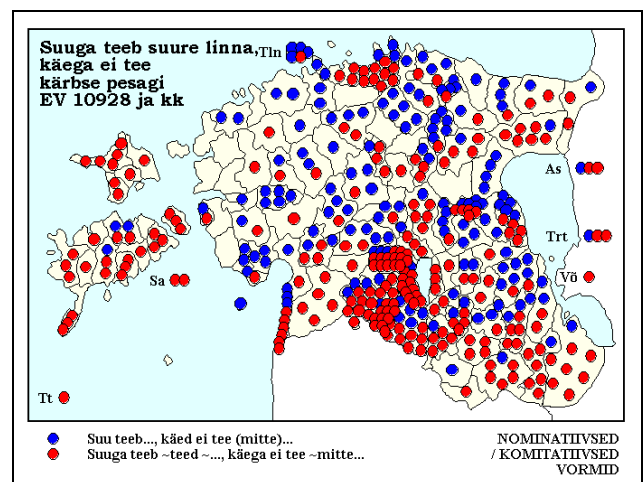 Suuga teeb suure linna,
käega ei tee
kärbse pesagi
EV 10928 ja kk
Tln
As
Trt
Võ
Sa
Tt
Suu teeb..., käed ei tee (mitte)...
Suuga teeb ~teed ~..., käega ei tee ~mitte...
NOMINATIIVSED
/ KOMITATIIVSED
VORMID